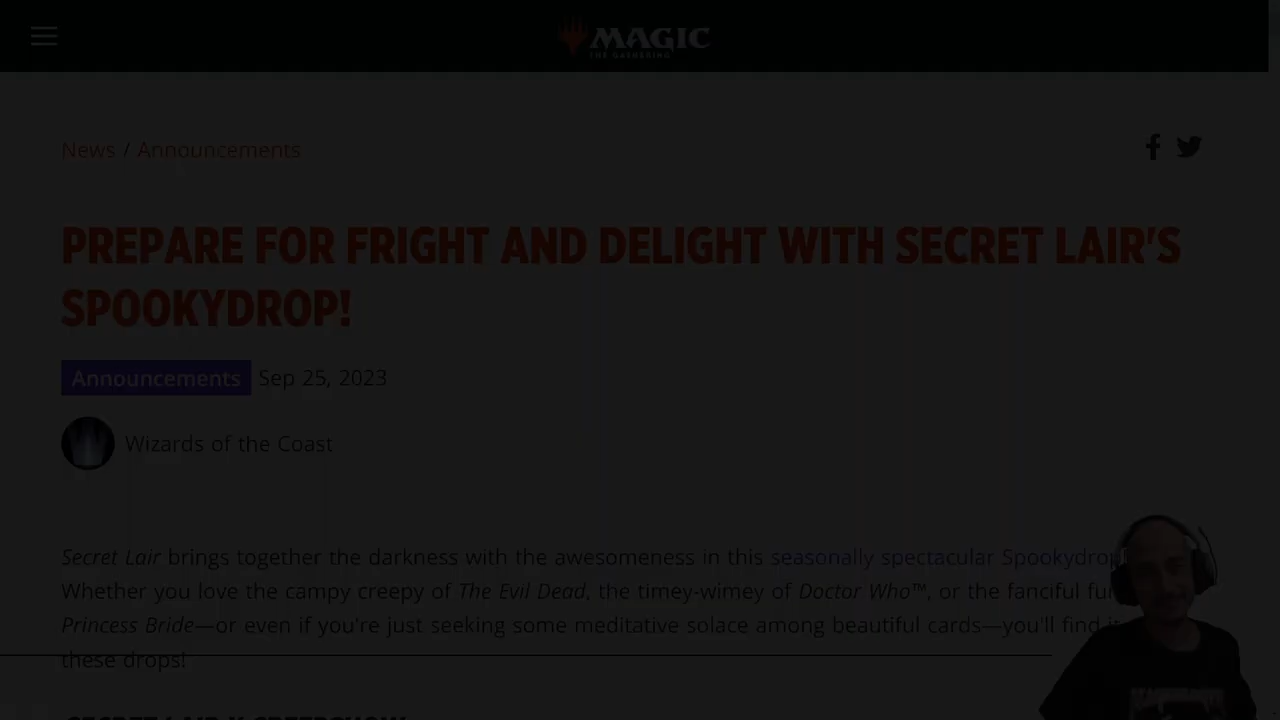 MAGIC
THE GATHERING
News / Announcements
PREPARE FOR FRIGHT AND DELIGHT WITH SECRET LAIR'S
SPOOKYDROP!
Announcements Sep 25, 2023
Wizards of the Coast
Secret Lair brings together the darkness with the awesomeness in this seasonally spectacular Spookydrop
Whether you love the campy creepy of The Evil Dead, the timey-wimey of Doctor Who™, or the fanciful fu
Princess Bride—or even if you're just seeking some meditative solace among beautiful cards—you'll find it
these drops!
SECRET LAIR X CREEPSHOW